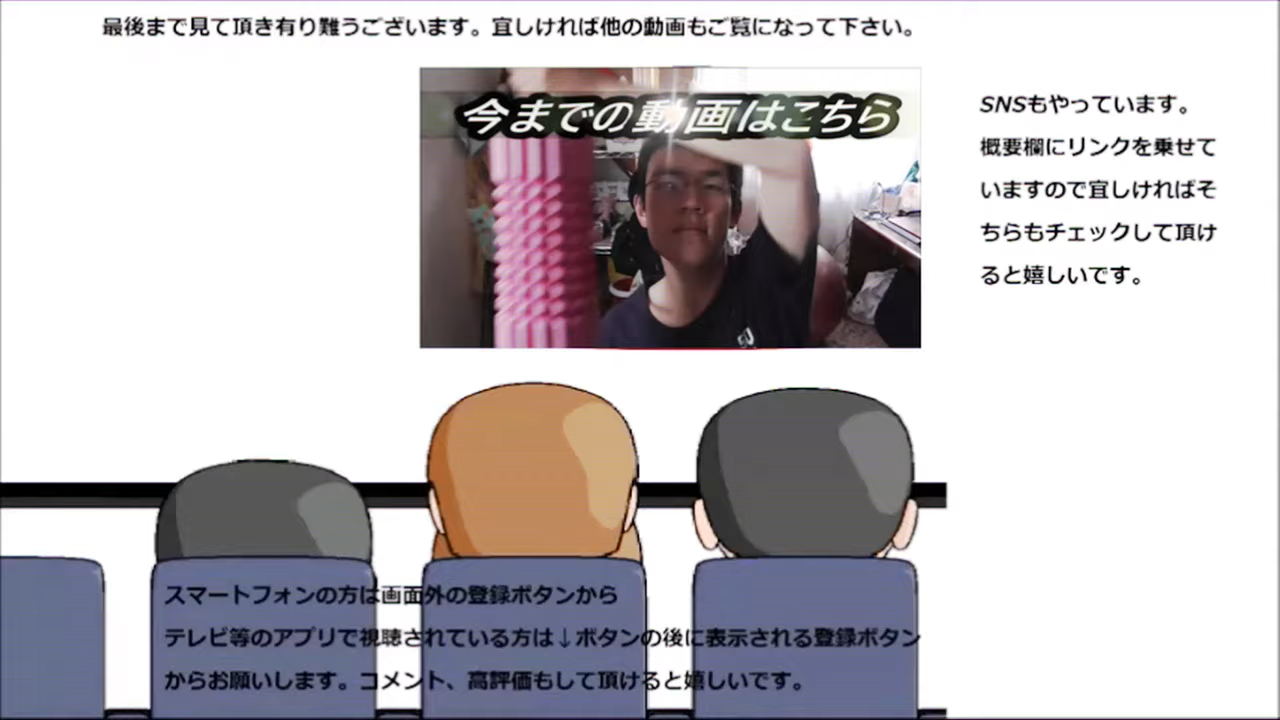 最後まで見て頂き有り難うございます。宜しければ他の動画もご覧になって下さい。
今までの動画はこちら
SNSもやっています。
概要欄にリンクを乗せて
いますので宜しければそ
ちらもチェックして頂け
ると嬉しいです。
スマートフォンの方は画面外の登録ボタンから
テレビ等のアプリで視聴されている方は↓ボタンの後に表示される登録ボタン
からお願いします。コメント、高評価もして頂けると嬉しいです。